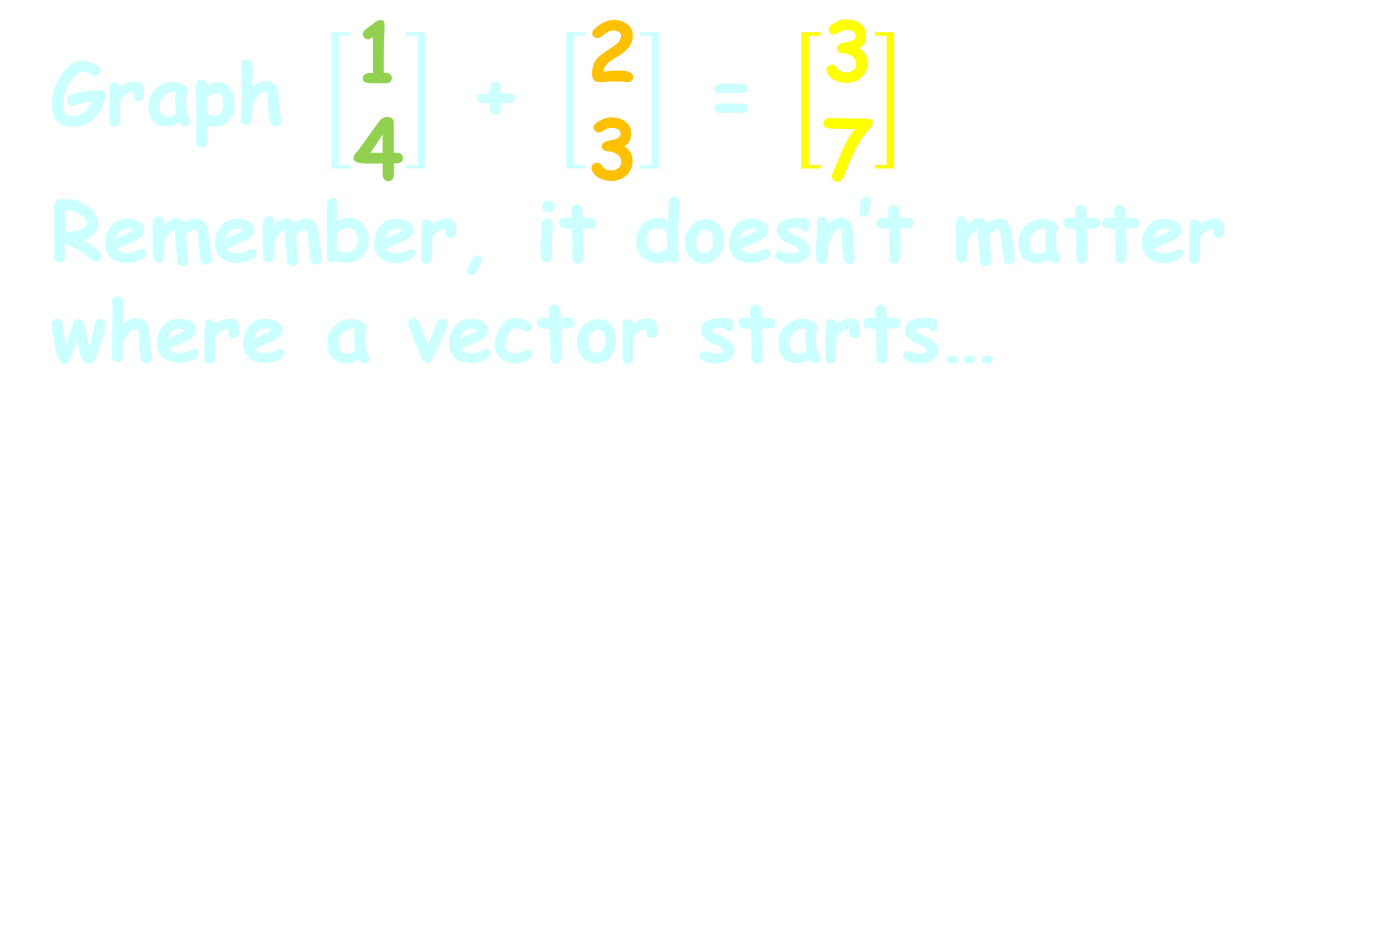 Graph [1 4] + [2 3] = [3 7]
Remember, it doesn’t matter
where a vector starts…